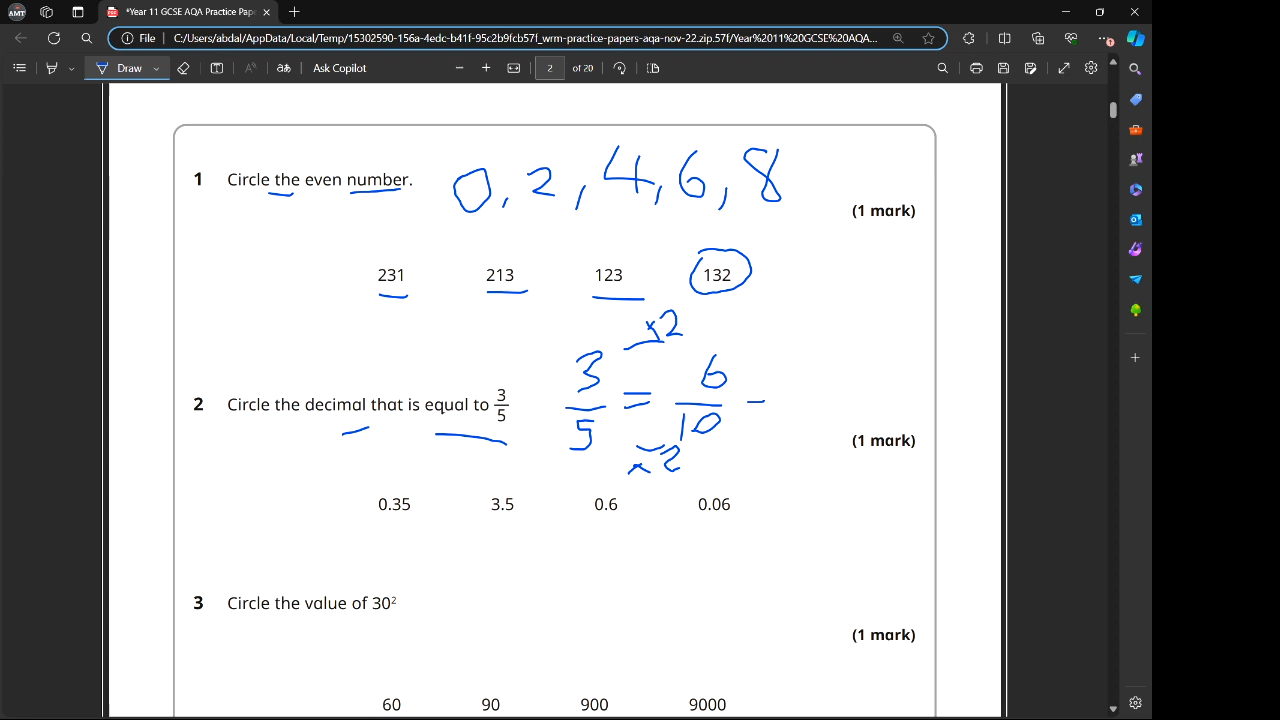 AMT
*Year 11 GCSE AQA Practice Pape
File C:/Users/abdal/AppData/Local/Temp/15302590-156a-4edc-b41f-95c2b9fcb57f_wrm-practice-papers-aqa-nov-22.zip.57f/Year%2011%20GCSE%20AQA...
Draw aあ Ask Copilot 2 of 20
1 Circle the even number. 0, 2, 4, 6, 8
(1 mark)
231 213 123 132
×2
2 Circle the decimal that is equal to 3/5 3/5 = 6/10 =
(1 mark)
×2
0.35 3.5 0.6 0.06
3 Circle the value of 30²
(1 mark)
60 90 900 9000